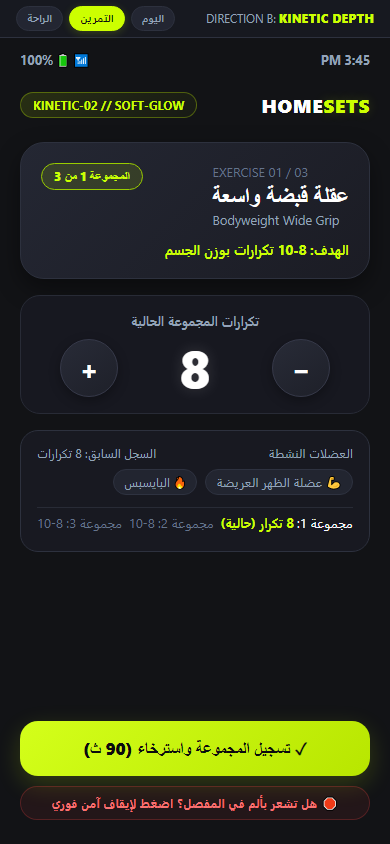 DIRECTION B: KINETIC DEPTH
اليوم
التمرين
الراحة
PM 3:45
100%
HOMESETS
KINETIC-02 // SOFT-GLOW
EXERCISE 01 / 03
المجموعة 1 من 3
عقلة قبضة واسعة
Bodyweight Wide Grip
الهدف: 8-10 تكرارات بوزن الجسم
تكرارات المجموعة الحالية
− 8 +
العضلات النشطة
السجل السابق: 8 تكرارات
💪 عضلة الظهر العريضة
🔥 البايسبس
مجموعة 1: 8 تكرار (حالية) مجموعة 2: 8-10 مجموعة 3: 8-10
✓ تسجيل المجموعة واسترخاء (90 ث)
🛑 هل تشعر بألم في المفصل؟ اضغط لإيقاف آمن فوري